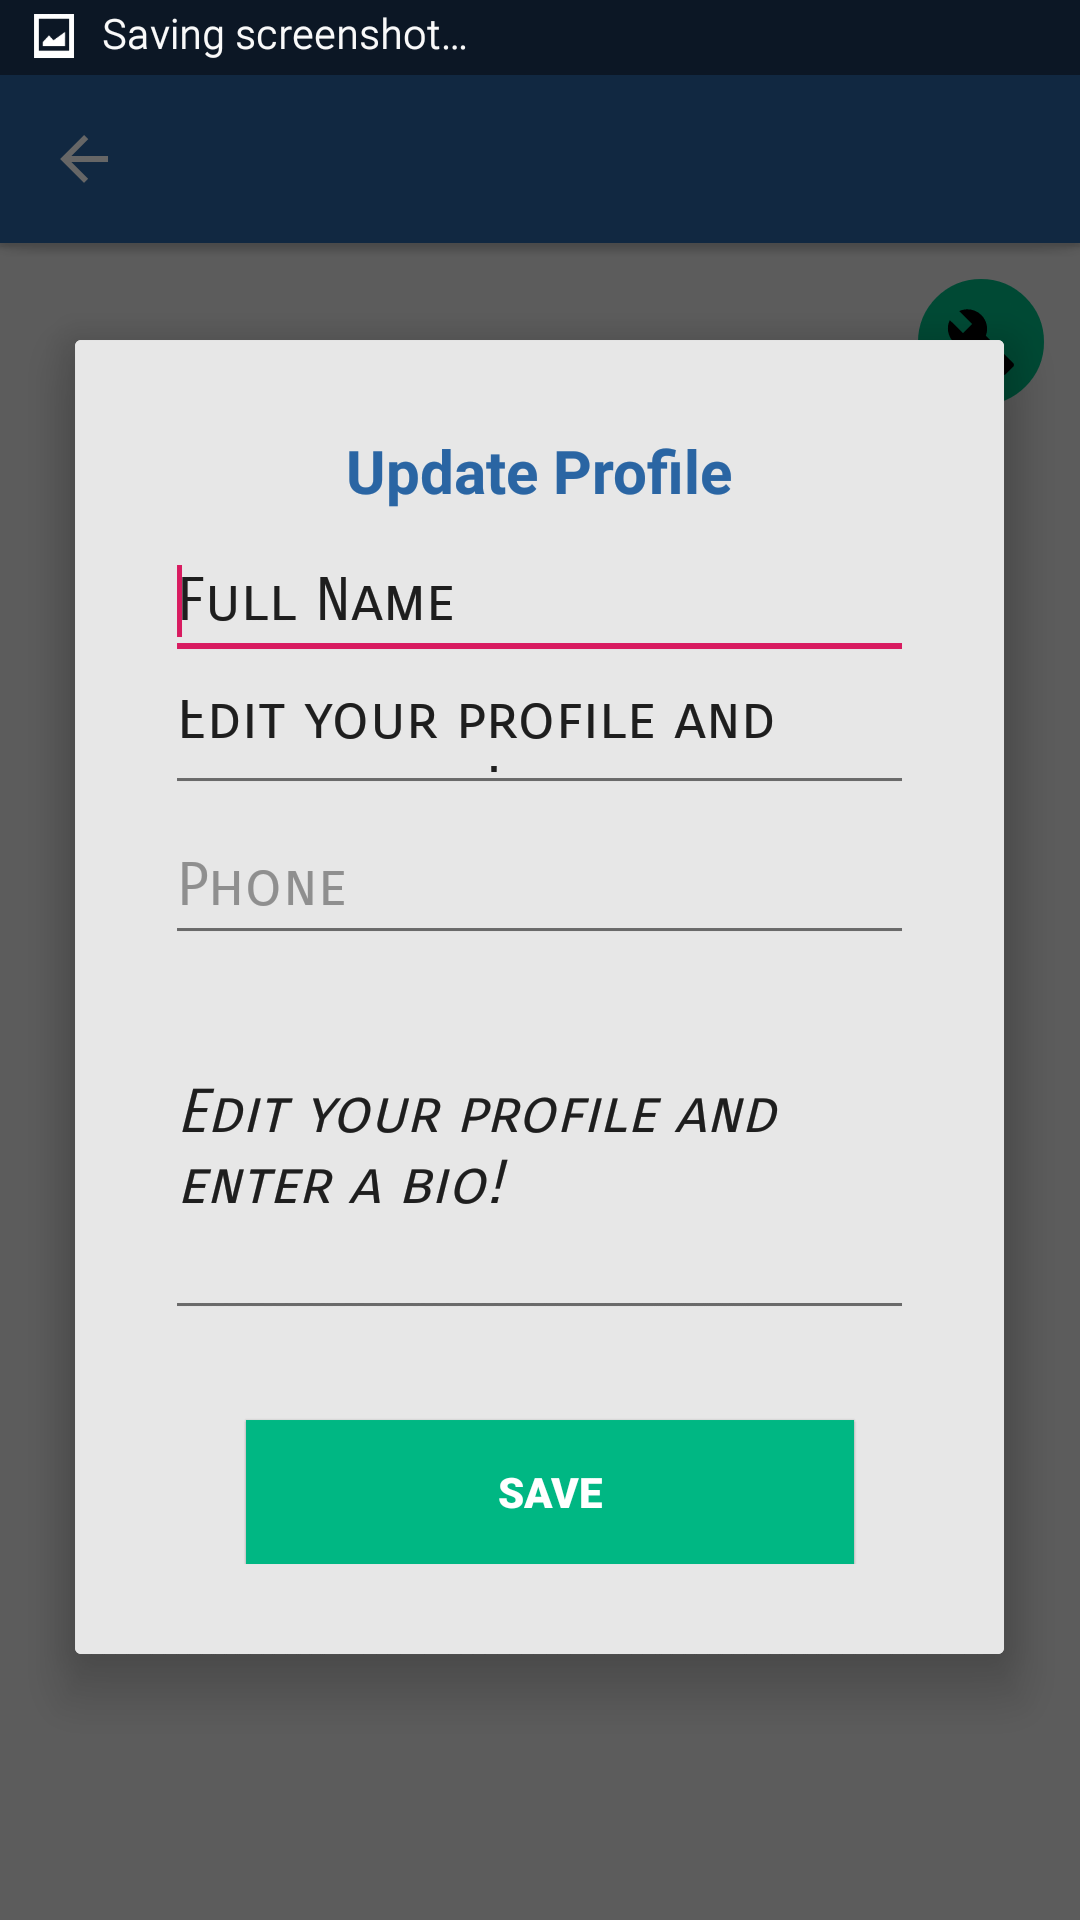 Saving screenshot...
Update Profile
Full Name
Edit your profile and
Phone
Edit your profile and
enter a bio!
SAVE